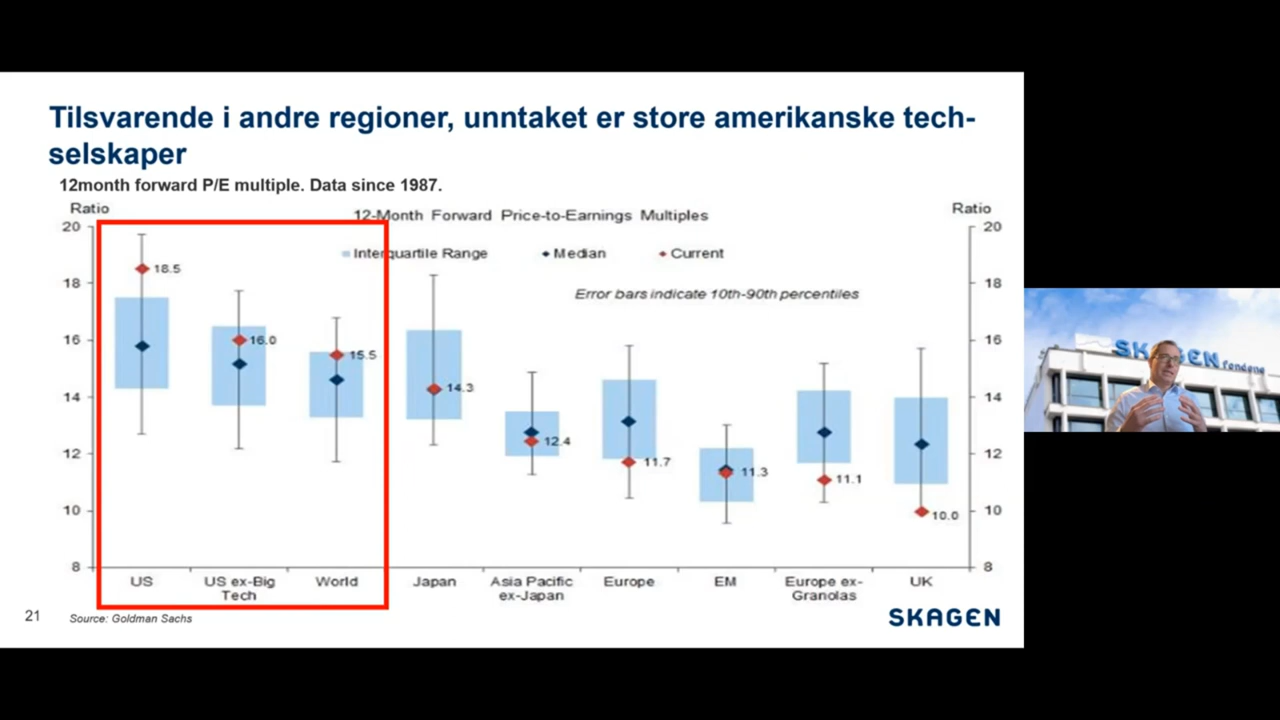 Tilsvarende i andre regioner, unntaket er store amerikanske tech-
selskaper
12month forward P/E multiple. Data since 1987.
Ratio
12-Month Forward Price-to-Earnings Multiples
Ratio
20
20
Interquartile Range
Median
Current
18.5
Error bars indicate 10th-90th percentiles
18
18
16
16.0
16
15.5
14.3
14
14
12.4
12
11.7
11.3
12
11.1
10
10.0
10
8
8
US
US ex-Big
Tech
World
Japan
Asia Pacific
ex-Japan
Europe
EM
Europe ex-
Granolas
UK
21
Source: Goldman Sachs
SKAGEN
SKAGEN fondene